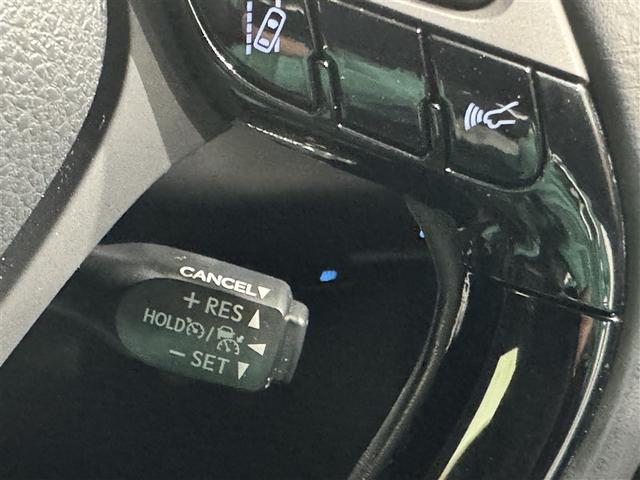 CANCEL▼
+ RES ▲
HOLD / ◀
− SET ▼